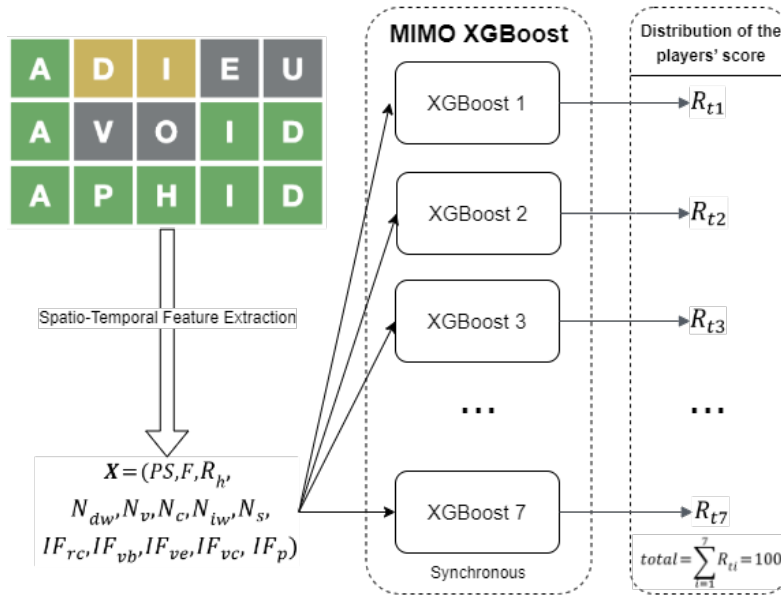 A D I E U
A V O I D
A P H I D
Spatio-Temporal Feature Extraction
X=(PS,F,R_h,
N_dw,N_v,N_c,N_iw,N_s,
IF_rc,IF_vb,IF_ve,IF_vc, IF_p)
MIMO XGBoost
XGBoost 1
XGBoost 2
XGBoost 3
...
XGBoost 7
Synchronous
Distribution of the
players' score
R_t1
R_t2
R_t3
...
R_t7
total=∑_{i=1}^{7} R_ti=100